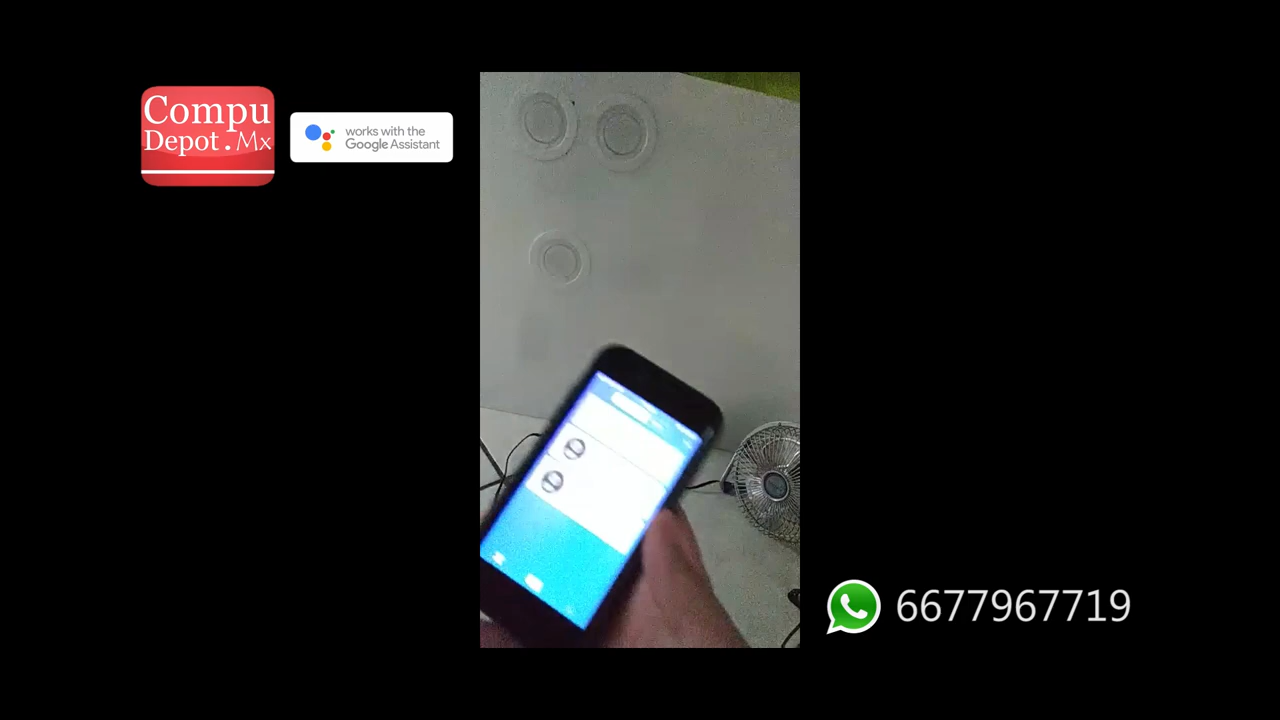 Compu
Depot.Mx
works with the
Google Assistant
6677967719